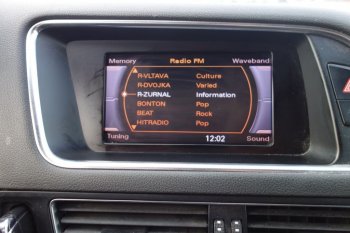 Memory Radio FM Waveband
R-VLTAVA Culture
R-DVOJKA Varied
R-ZURNAL Information
BONTON Pop
BEAT Rock
HITRADIO Pop
Tuning 12:02 Sound